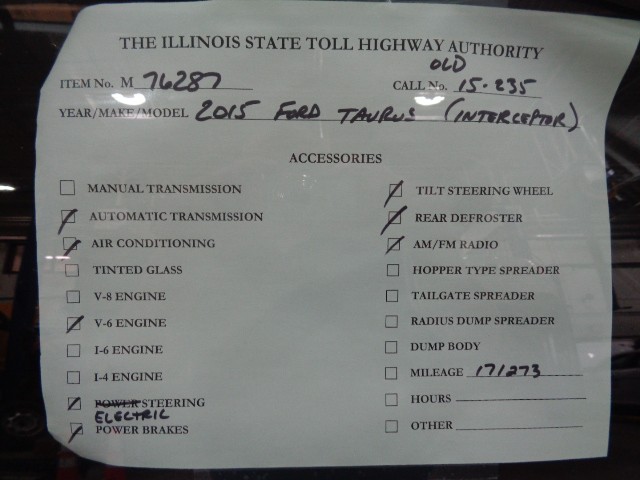 THE ILLINOIS STATE TOLL HIGHWAY AUTHORITY
OLD
ITEM No. M 76287 CALL No. 15-235
YEAR/MAKE/MODEL 2015 FORD TAURUS (INTERCEPTOR)
ACCESSORIES
MANUAL TRANSMISSION TILT STEERING WHEEL
AUTOMATIC TRANSMISSION REAR DEFROSTER
AIR CONDITIONING AM/FM RADIO
TINTED GLASS HOPPER TYPE SPREADER
V-8 ENGINE TAILGATE SPREADER
V-6 ENGINE RADIUS DUMP SPREADER
I-6 ENGINE DUMP BODY
I-4 ENGINE MILEAGE 171273
POWER STEERING HOURS
ELECTRIC
POWER BRAKES OTHER